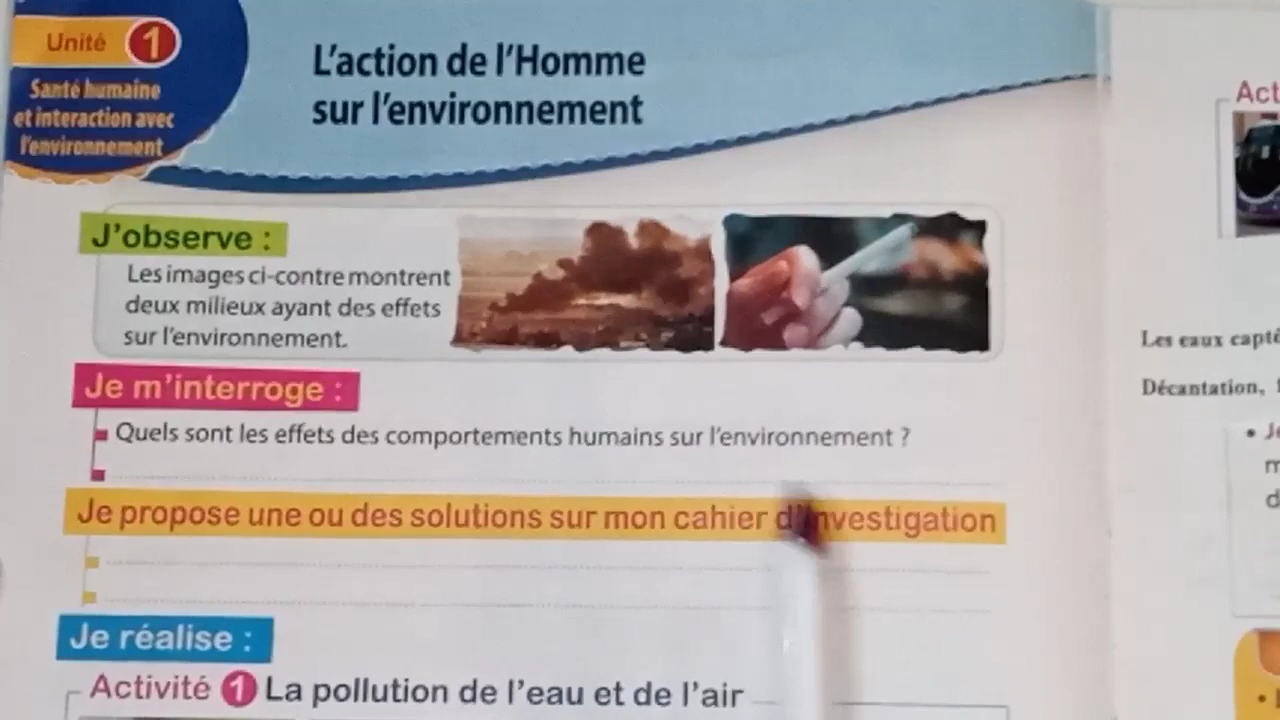 Unité 1
Santé humaine
et interaction avec
l'environnement
L'action de l'Homme
sur l'environnement
J'observe :
Les images ci-contre montrent
deux milieux ayant des effets
sur l'environnement.
Je m'interroge :
Quels sont les effets des comportements humains sur l'environnement ?
Je propose une ou des solutions sur mon cahier d'investigation
Je réalise :
Activité 1 La pollution de l'eau et de l'air
Act
Les eaux capté
Décantation,